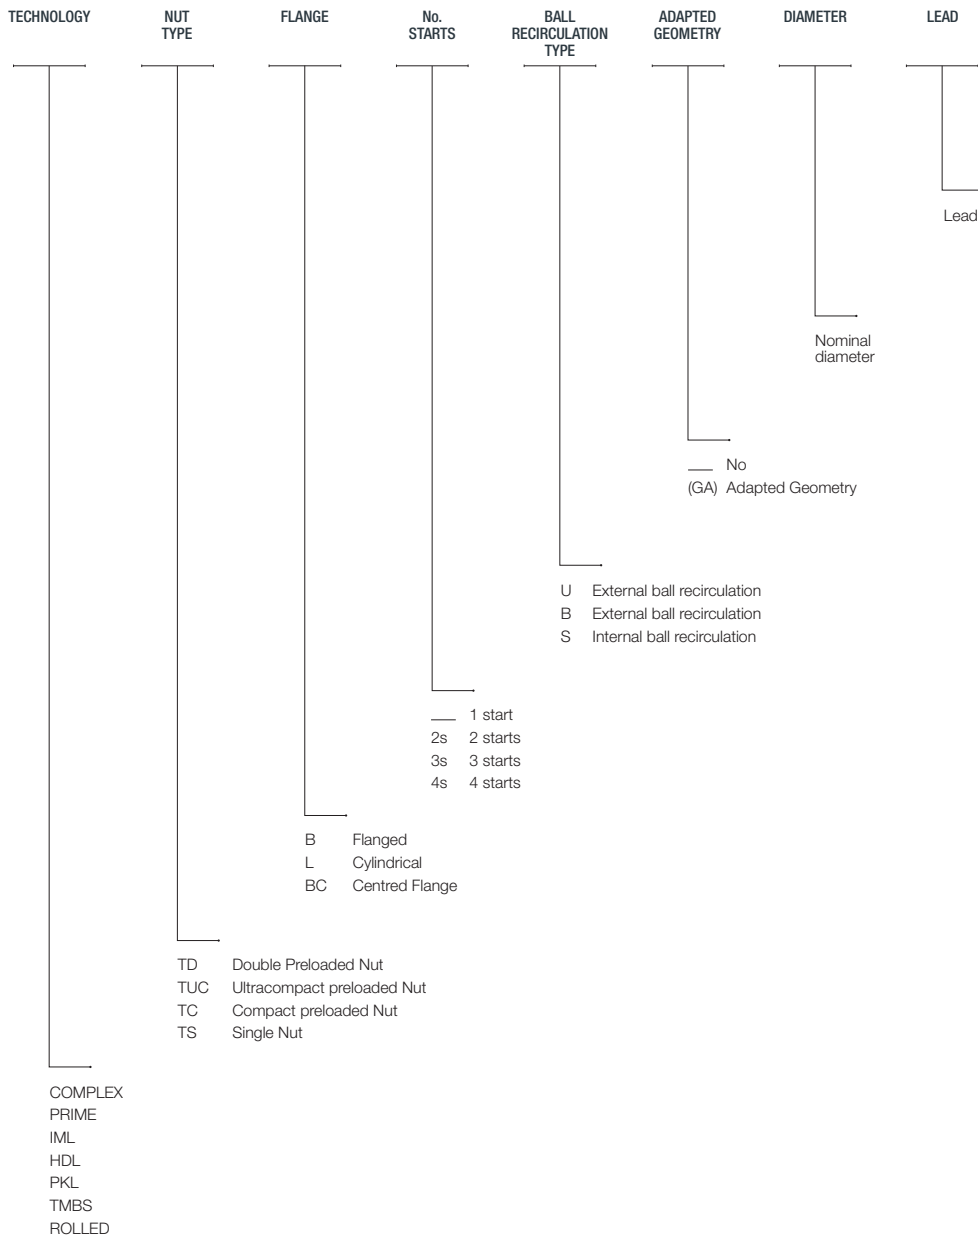 TECHNOLOGY
NUT
TYPE
FLANGE
No.
STARTS
BALL
RECIRCULATION
TYPE
ADAPTED
GEOMETRY
DIAMETER
LEAD
Lead
Nominal
diameter
No
(GA) Adapted Geometry
U External ball recirculation
B External ball recirculation
S Internal ball recirculation
1 start
2s 2 starts
3s 3 starts
4s 4 starts
B Flanged
L Cylindrical
BC Centred Flange
TD Double Preloaded Nut
TUC Ultracompact preloaded Nut
TC Compact preloaded Nut
TS Single Nut
COMPLEX
PRIME
IML
HDL
PKL
TMBS
ROLLED